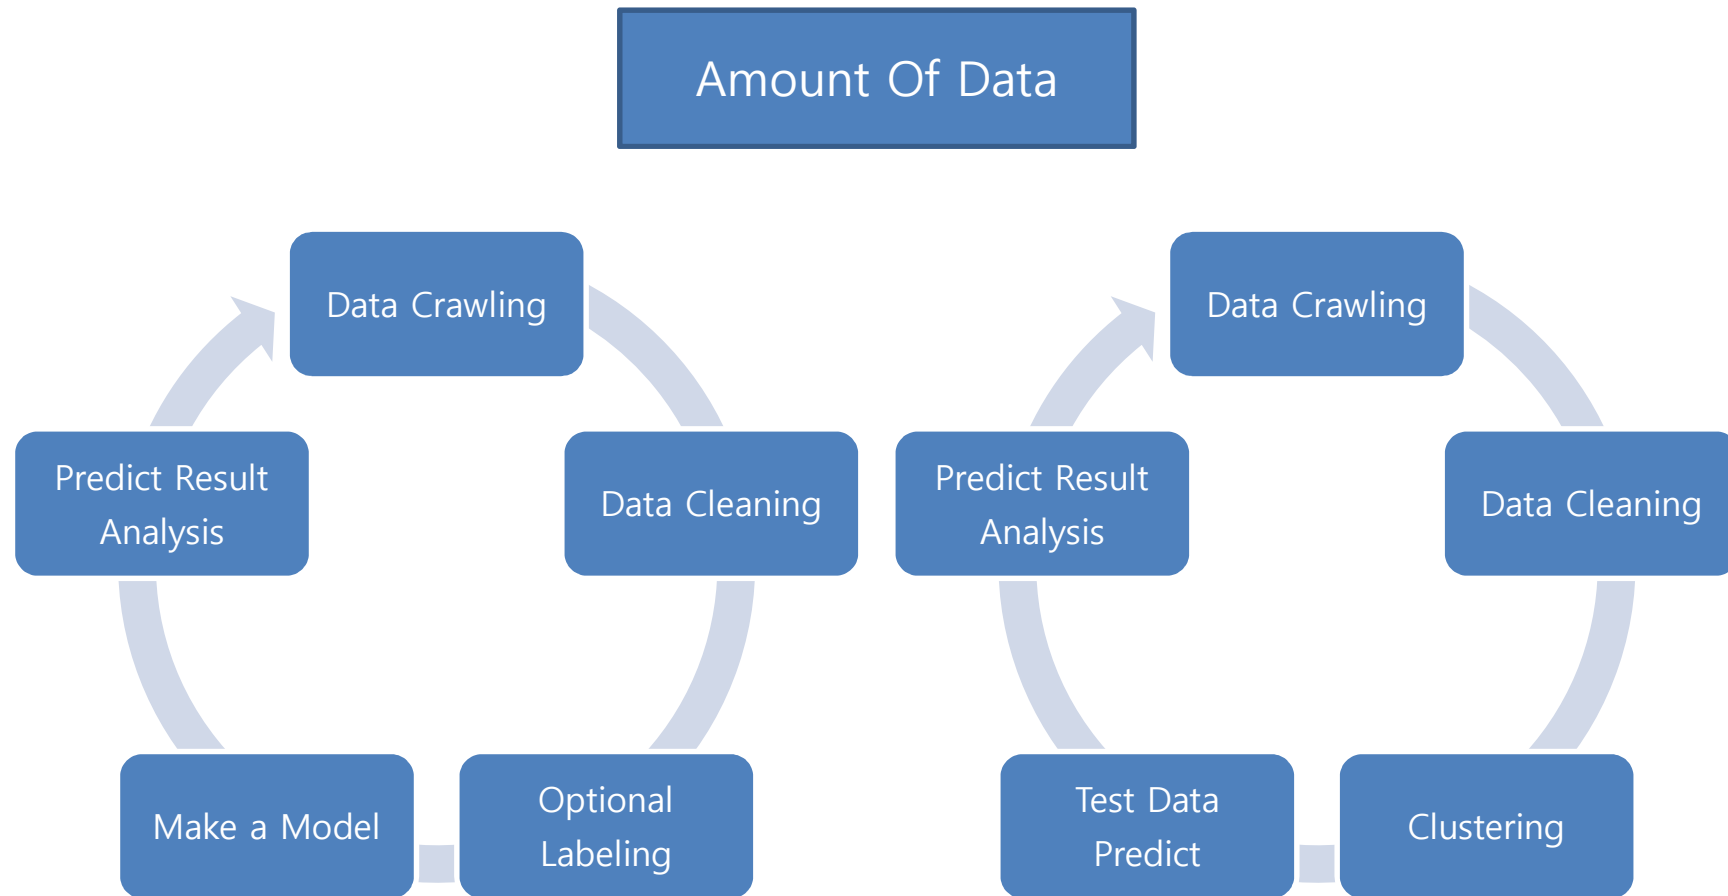 Amount Of Data
Data Crawling
Data Cleaning
Optional
Labeling
Make a Model
Predict Result
Analysis
Data Crawling
Data Cleaning
Clustering
Test Data
Predict
Predict Result
Analysis